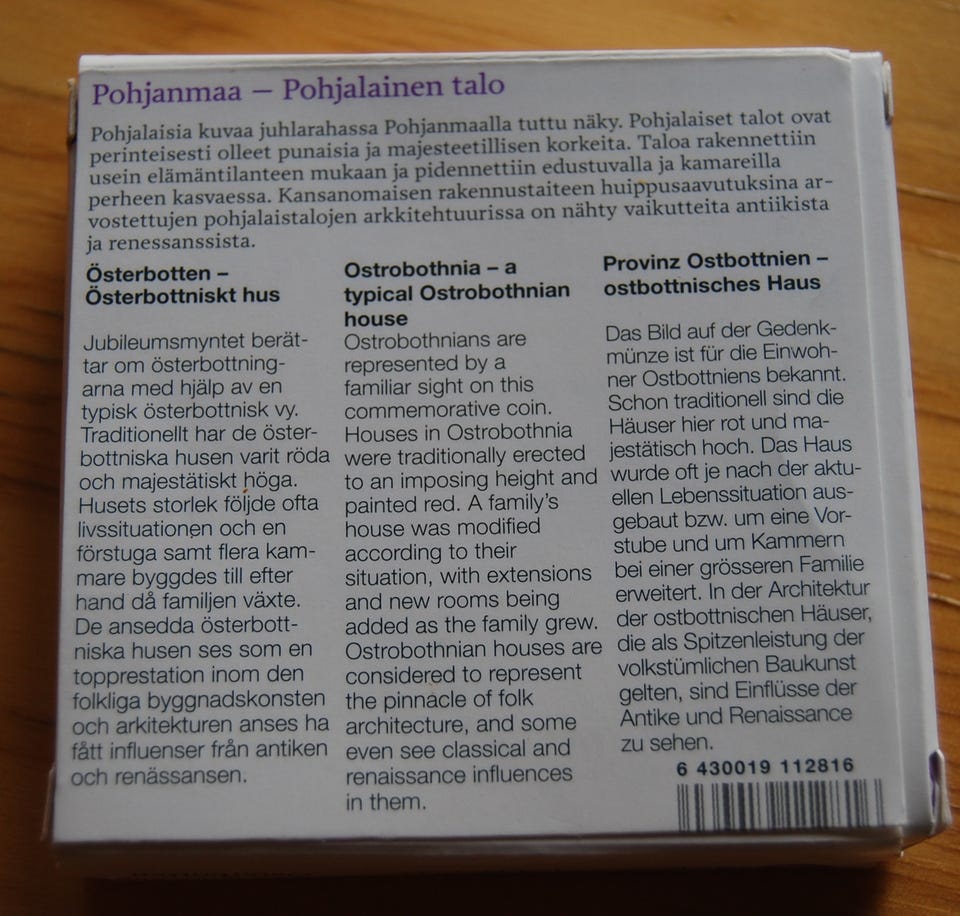 Pohjanmaa – Pohjalainen talo
Pohjalaisia kuvaa juhlarahassa Pohjanmaalla tuttu näky. Pohjalaiset talot ovat
perinteisesti olleet punaisia ja majesteetillisen korkeita. Taloa rakennettiin
usein elämäntilanteen mukaan ja pidennettiin edustuvalla ja kamareilla
perheen kasvaessa. Kansanomaisen rakennustaiteen huippusaavutuksina ar-
vostettujen pohjalaistalojen arkkitehtuurissa on nähty vaikutteita antiikista
ja renessanssista.
Österbotten –
Österbottniskt hus
Jubileumsmyntet berät-
tar om österbottning-
arna med hjälp av en
typisk österbottnisk vy.
Traditionellt har de öster-
bottniska husen varit röda
och majestätiskt höga.
Husets storlek följde ofta
livssituationen och en
förstuga samt flera kam-
mare byggdes till efter
hand då familjen växte.
De ansedda österbott-
niska husen ses som en
topprestation inom den
folkliga byggnadskonsten
och arkitekturen anses ha
fått influenser från antiken
och renässansen.
Ostrobothnia – a
typical Ostrobothnian
house
Ostrobothnians are
represented by a
familiar sight on this
commemorative coin.
Houses in Ostrobothnia
were traditionally erected
to an imposing height and
painted red. A family's
house was modified
according to their
situation, with extensions
and new rooms being
added as the family grew.
Ostrobothnian houses are
considered to represent
the pinnacle of folk
architecture, and some
even see classical and
renaissance influences
in them.
Provinz Ostbottnien –
ostbottnisches Haus
Das Bild auf der Gedenk-
münze ist für die Einwoh-
ner Ostbottniens bekannt.
Schon traditionell sind die
Häuser hier rot und ma-
jestätisch hoch. Das Haus
wurde oft je nach der aktu-
ellen Lebenssituation aus-
gebaut bzw. um eine Vor-
stube und um Kammern
bei einer grösseren Familie
erweitert. In der Architektur
der ostbottnischen Häuser,
die als Spitzenleistung der
volkstümlichen Baukunst
gelten, sind Einflüsse der
Antike und Renaissance
zu sehen.
6 430019 112816